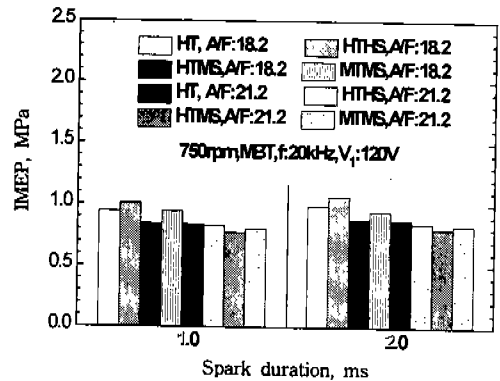 2.5
2.0
1.5
1.0
0.5
0.0
IMEP, MPa
HT, A/F:18.2
HTHS,A/F:18.2
HTMS,A/F:18.2
MTMS,A/F:18.2
HT, A/F:21.2
HTHS,A/F:21.2
HTMS,A/F:21.2
MTMS,A/F:21.2
750rpm,MBT,f:20kHz,V1:120V
1.0
2.0
Spark duration, ms